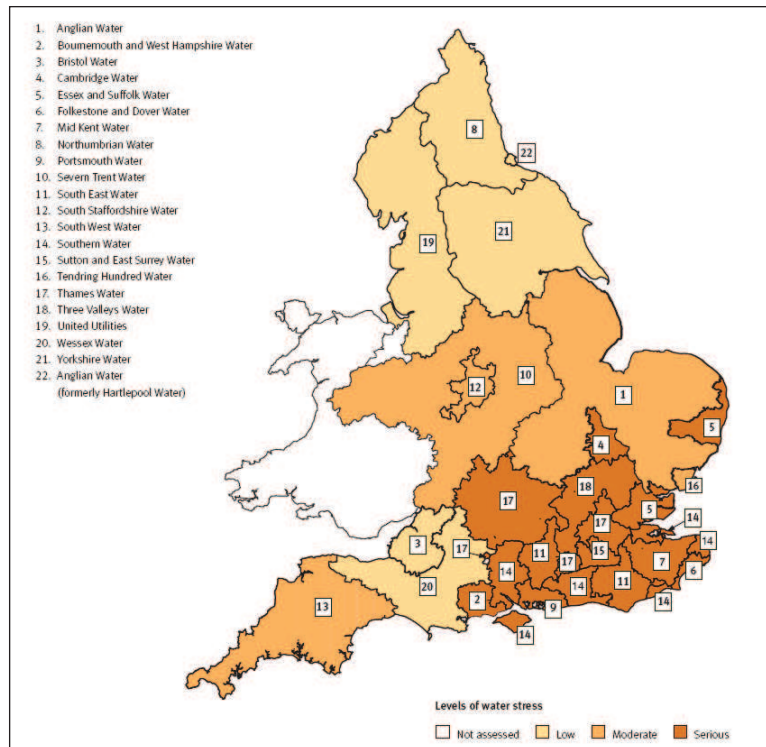 1. Anglian Water
2. Bournemouth and West Hampshire Water
3. Bristol Water
4. Cambridge Water
5. Essex and Suffolk Water
6. Folkestone and Dover Water
7. Mid Kent Water
8. Northumbrian Water
9. Portsmouth Water
10. Severn Trent Water
11. South East Water
12. South Staffordshire Water
13. South West Water
14. Southern Water
15. Sutton and East Surrey Water
16. Tendring Hundred Water
17. Thames Water
18. Three Valleys Water
19. United Utilities
20. Wessex Water
21. Yorkshire Water
22. Anglian Water
(formerly Hartlepool Water)
8
22
21
19
10
12
1
5
4
18
16
17
5
14
17
3
17
11
15
14
7
17
6
14
20
14
11
2
9
14
13
14
Levels of water stress
Not assessed
Low
Moderate
Serious